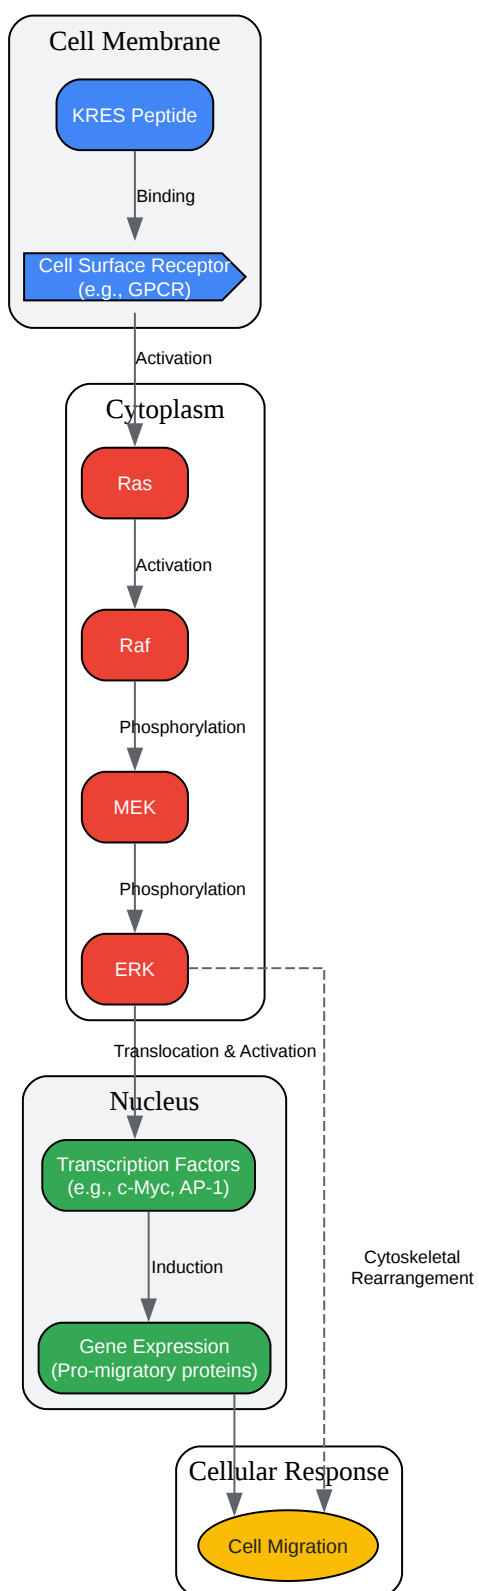 Cell Membrane
KRES Peptide
Binding
Cell Surface Receptor
(e.g., GPCR)
Activation
Cytoplasm
Ras
Activation
Raf
Phosphorylation
MEK
Phosphorylation
ERK
Translocation & Activation
Nucleus
Transcription Factors
(e.g., c-Myc, AP-1)
Induction
Cytoskeletal
Rearrangement
Gene Expression
(Pro-migratory proteins)
Cellular Response
Cell Migration